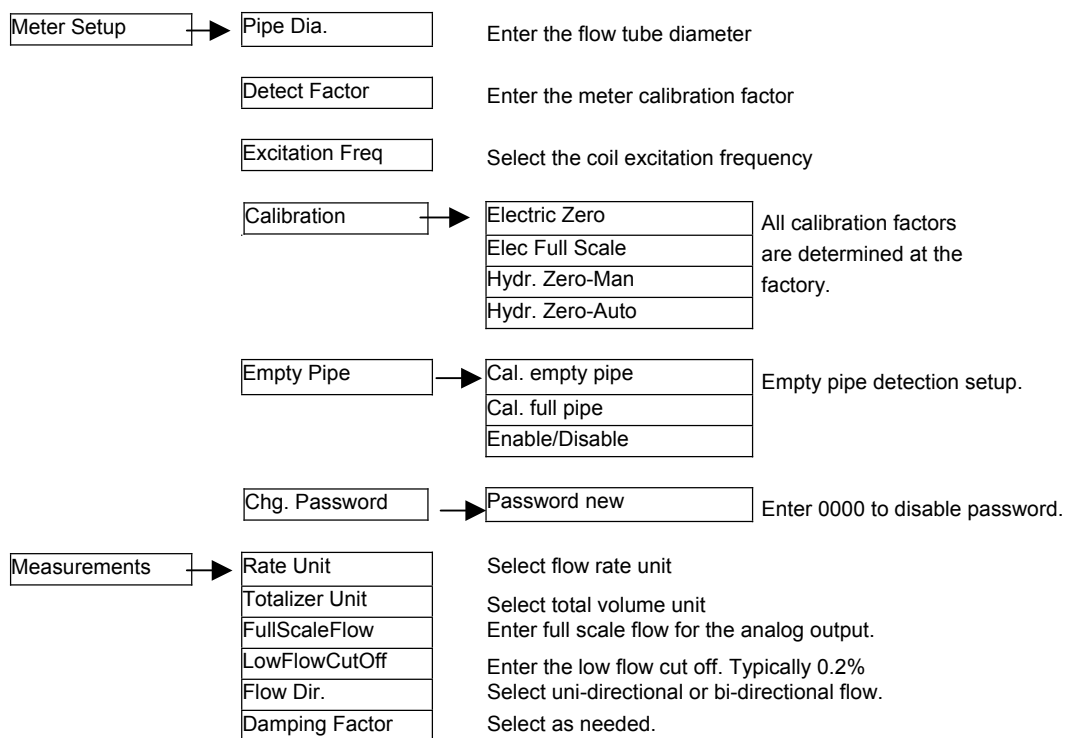 Meter Setup
Pipe Dia.
Enter the flow tube diameter
Detect Factor
Enter the meter calibration factor
Excitation Freq
Select the coil excitation frequency
Calibration
Electric Zero
Elec Full Scale
Hydr. Zero-Man
Hydr. Zero-Auto
All calibration factors
are determined at the
factory.
Empty Pipe
Cal. empty pipe
Cal. full pipe
Enable/Disable
Empty pipe detection setup.
Chg. Password
Password new
Enter 0000 to disable password.
Measurements
Rate Unit
Select flow rate unit
Totalizer Unit
Select total volume unit
FullScaleFlow
Enter full scale flow for the analog output.
LowFlowCutOff
Enter the low flow cut off. Typically 0.2%
Flow Dir.
Select uni-directional or bi-directional flow.
Damping Factor
Select as needed.